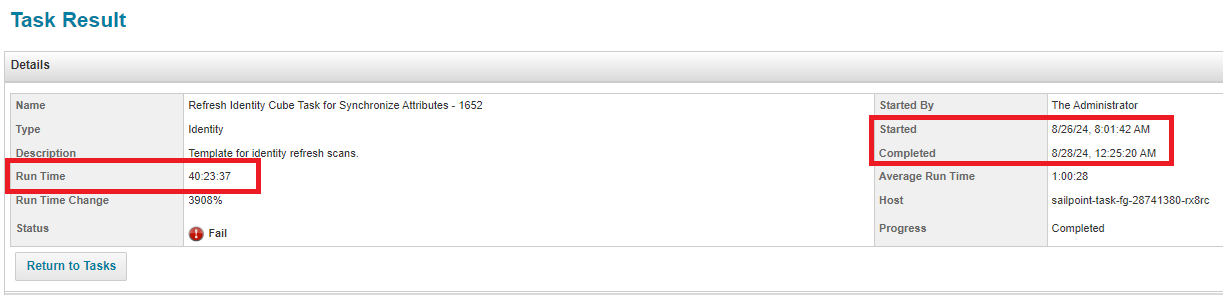 Task Result
Details
Name Refresh Identity Cube Task for Synchronize Attributes - 1652 Started By The Administrator
Type Identity Started 8/26/24, 8:01:42 AM
Description Template for identity refresh scans. Completed 8/28/24, 12:25:20 AM
Run Time 40:23:37 Average Run Time 1:00:28
Run Time Change 3908% Host sailpoint-task-fg-28741380-rx8rc
Status Fail Progress Completed
Return to Tasks